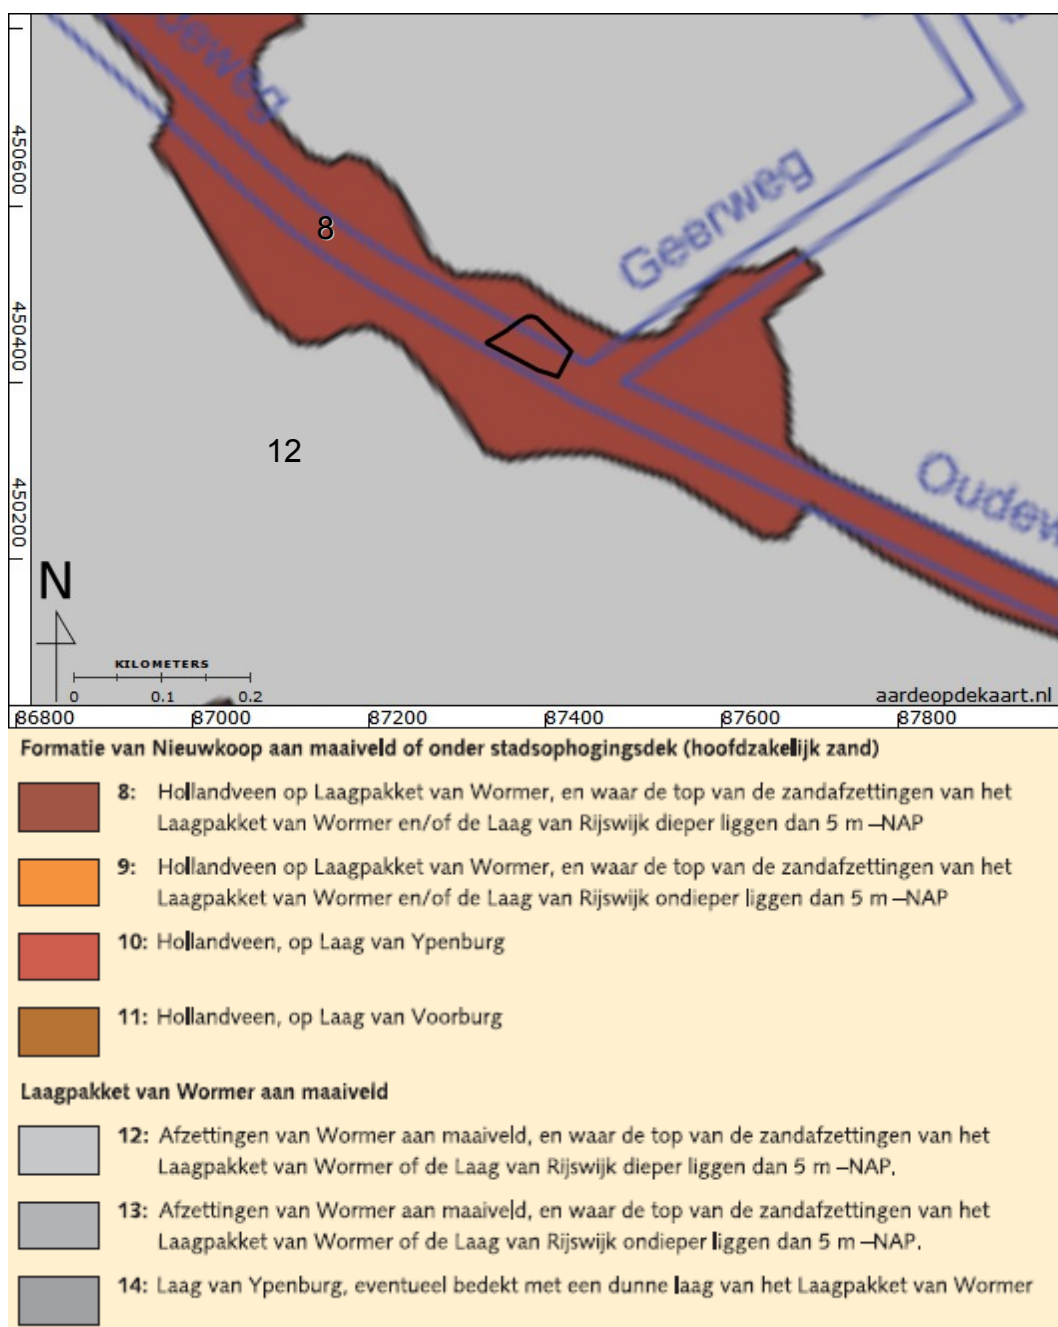 deweg
450600
8
Geerweg
450400
12
Oudew
450200
N
KILOMETERS
0 0.1 0.2
aardeopdekaart.nl
86800 87000 87200 87400 87600 87800
Formatie van Nieuwkoop aan maaiveld of onder stadsophogingsdek (hoofdzakelijk zand)
8: Hollandveen op Laagpakket van Wormer, en waar de top van de zandafzettingen van het
Laagpakket van Wormer en/of de Laag van Rijswijk dieper liggen dan 5 m –NAP
9: Hollandveen op Laagpakket van Wormer, en waar de top van de zandafzettingen van het
Laagpakket van Wormer en/of de Laag van Rijswijk ondieper liggen dan 5 m –NAP
10: Hollandveen, op Laag van Ypenburg
11: Hollandveen, op Laag van Voorburg
Laagpakket van Wormer aan maaiveld
12: Afzettingen van Wormer aan maaiveld, en waar de top van de zandafzettingen van het
Laagpakket van Wormer of de Laag van Rijswijk dieper liggen dan 5 m –NAP.
13: Afzettingen van Wormer aan maaiveld, en waar de top van de zandafzettingen van het
Laagpakket van Wormer of de Laag van Rijswijk ondieper liggen dan 5 m –NAP.
14: Laag van Ypenburg, eventueel bedekt met een dunne laag van het Laagpakket van Wormer